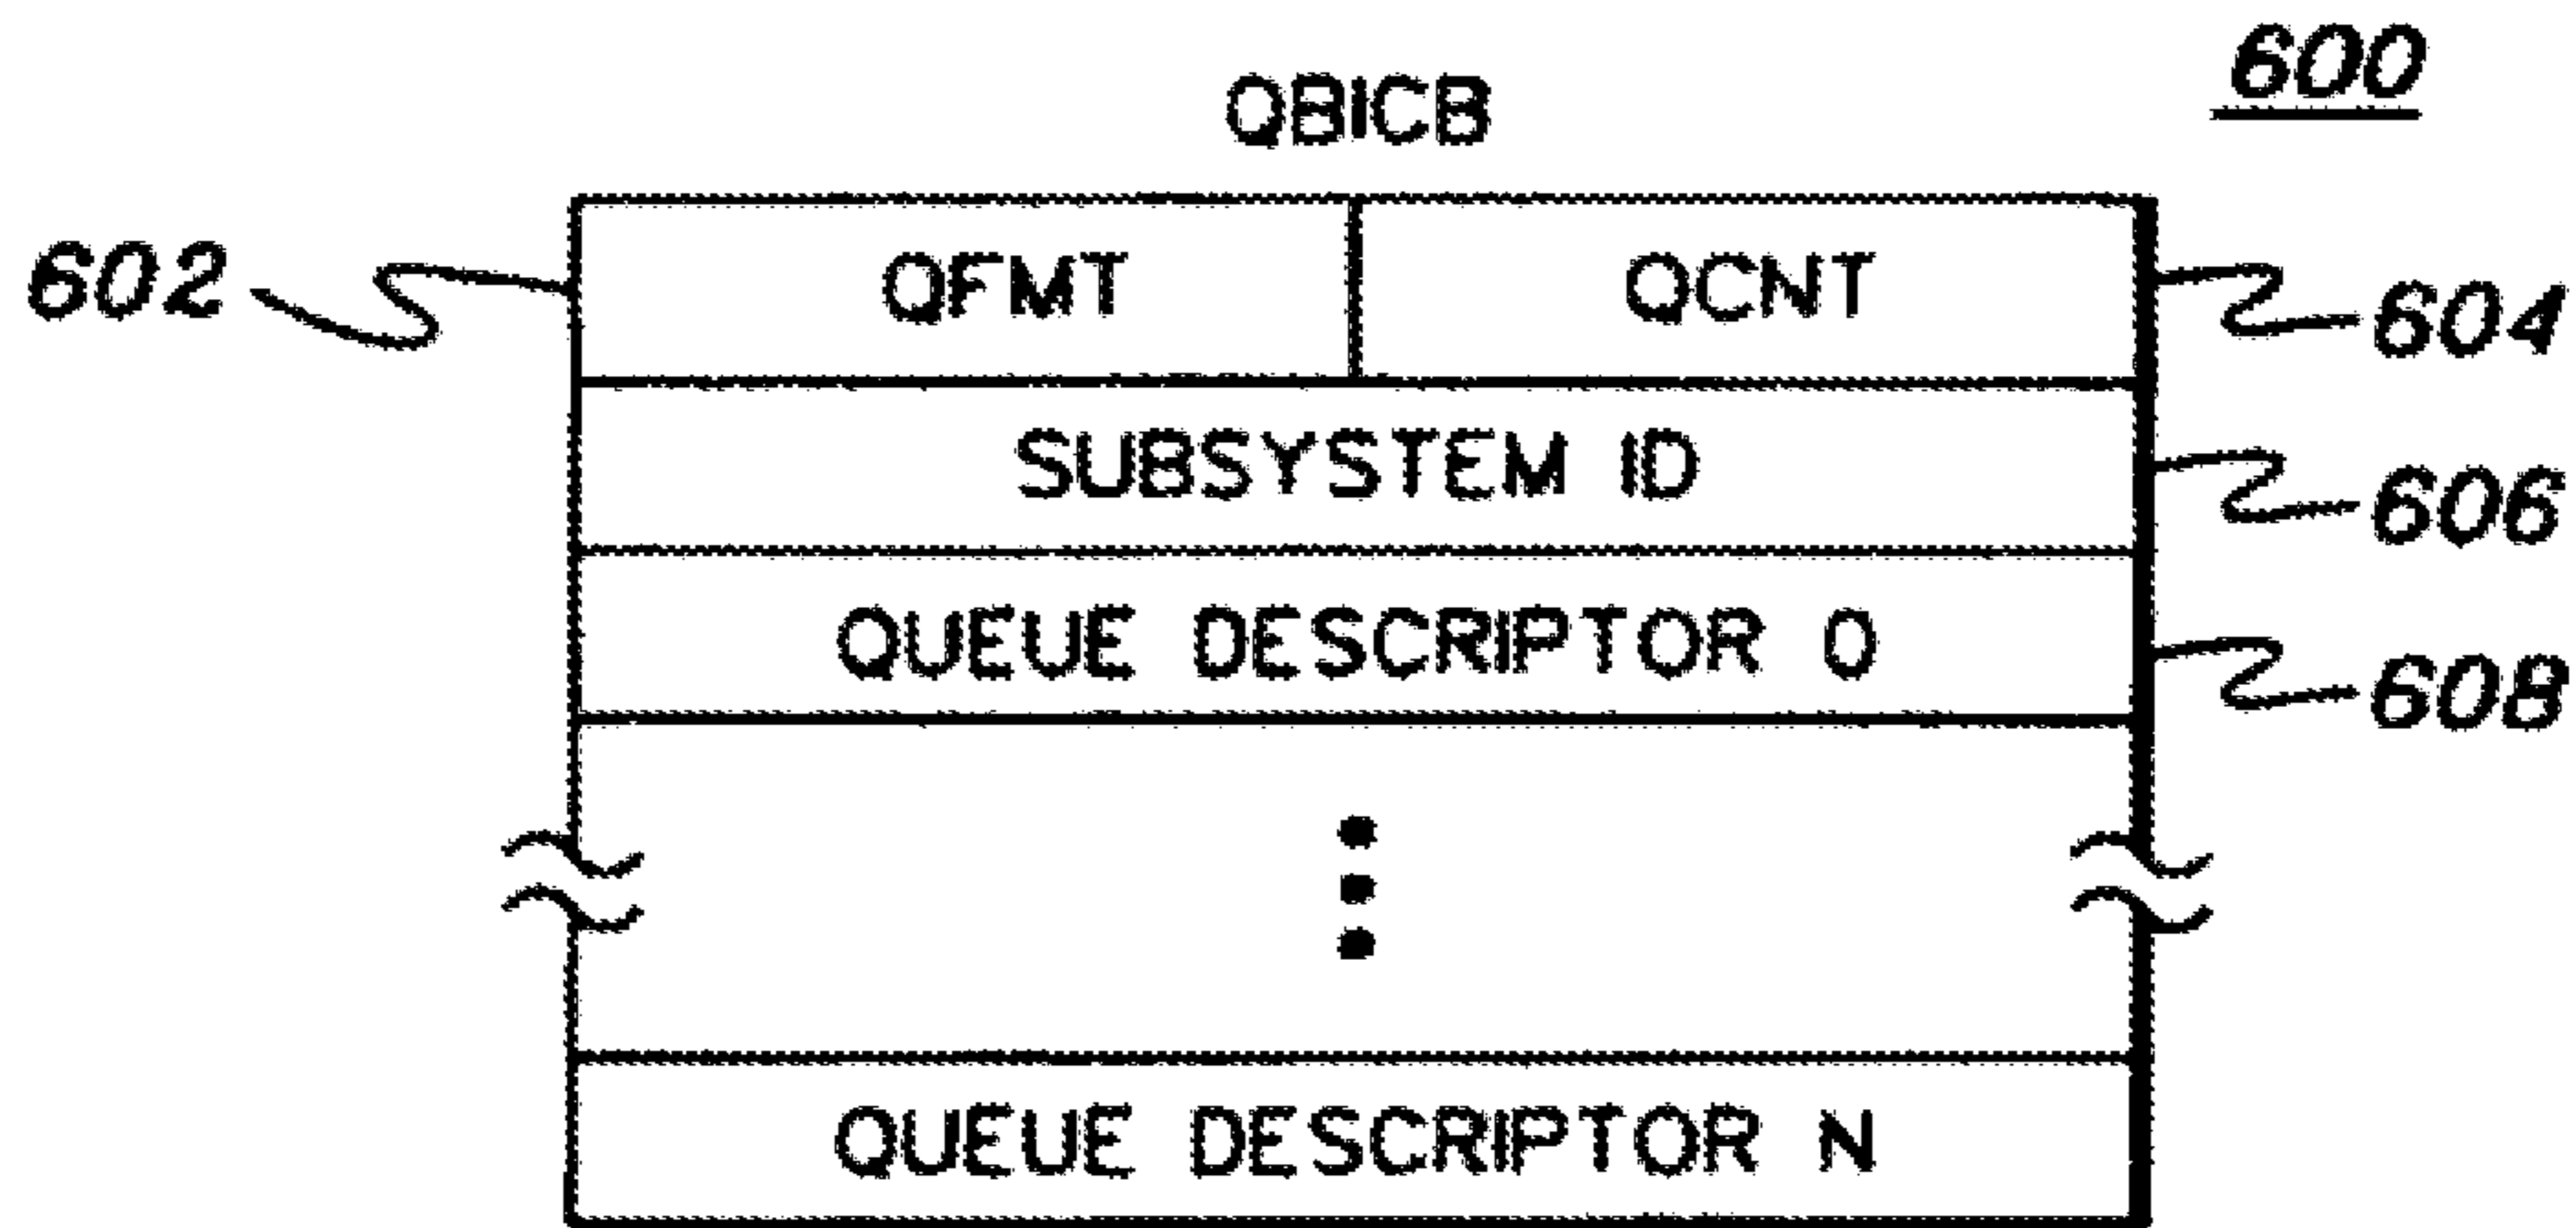 600
QBICB
602 QFMT QCNT 604
SUBSYSTEM ID 606
QUEUE DESCRIPTOR 0 608
QUEUE DESCRIPTOR N